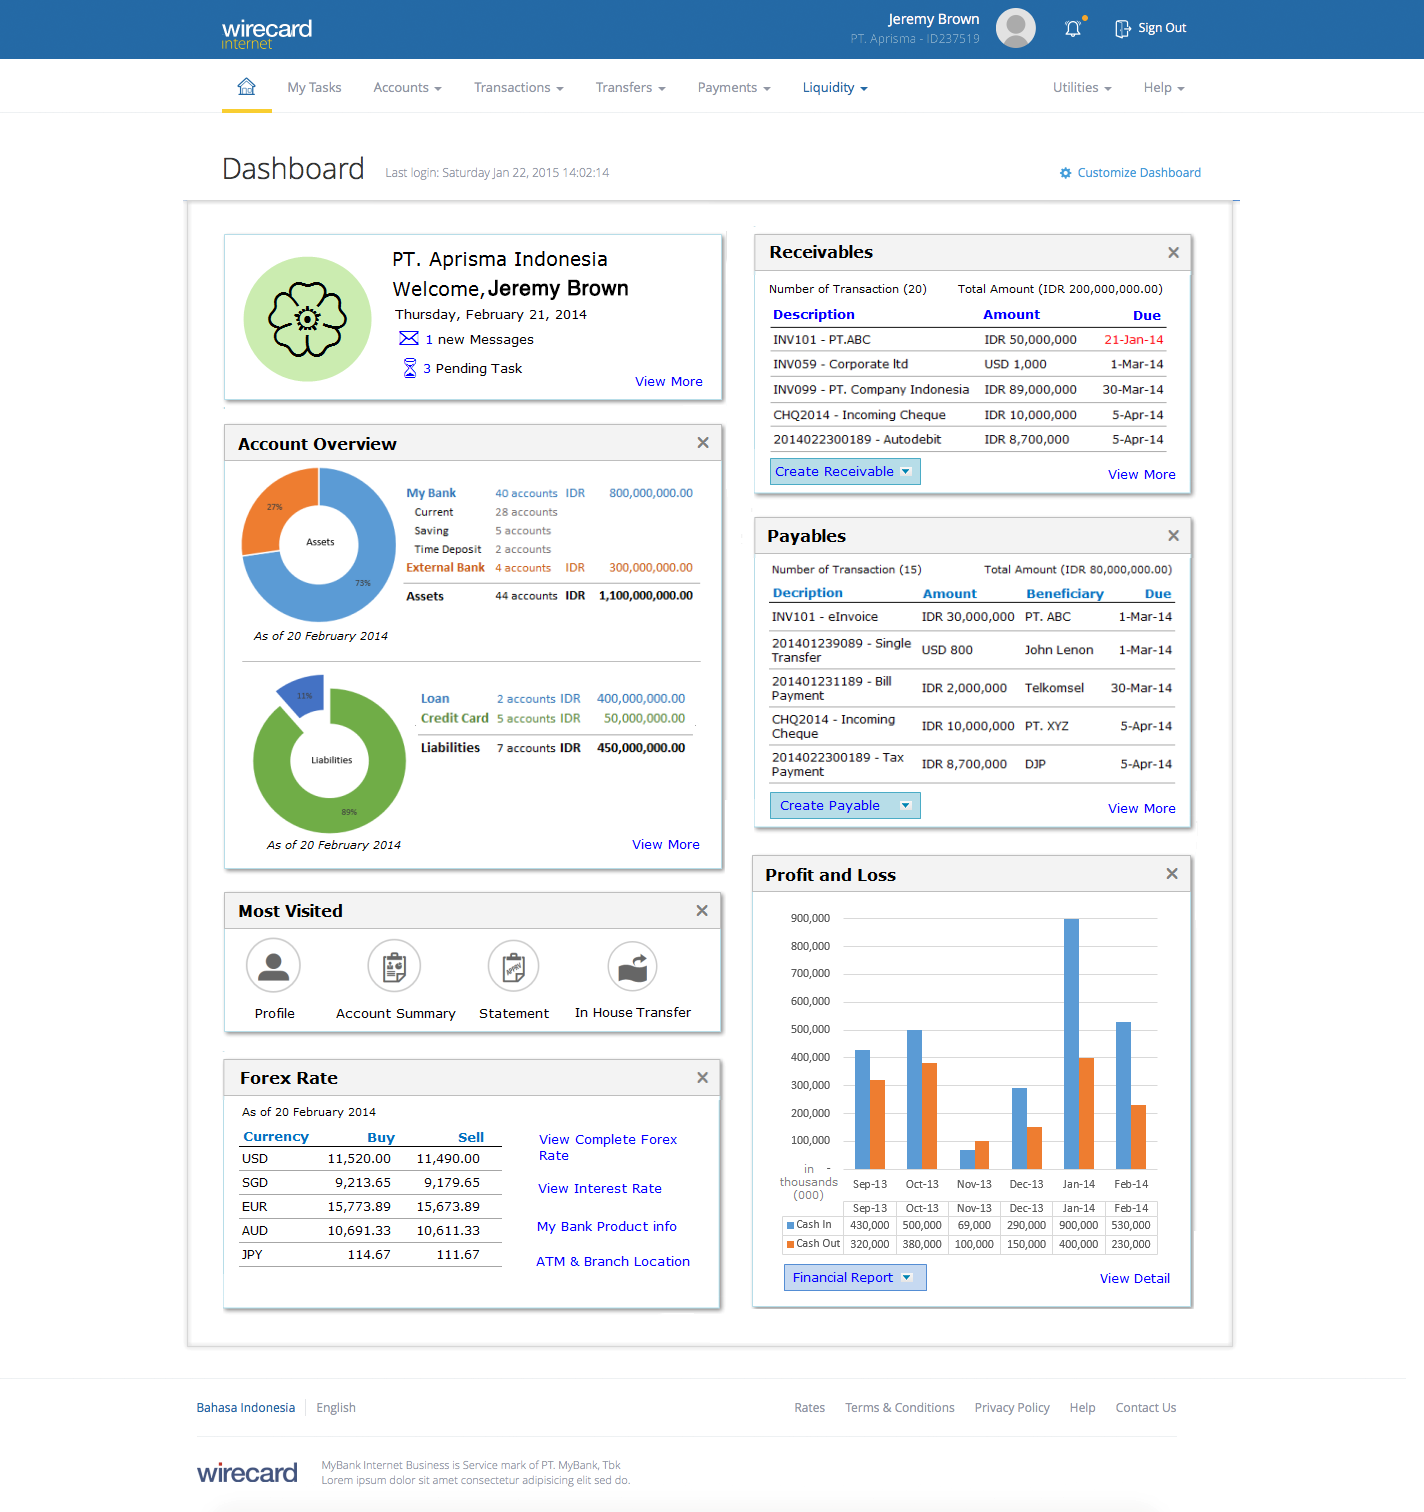 wirecard
internet
Jeremy Brown
PT. Aprisma - ID237519
Sign Out
My Tasks Accounts Transactions Transfers Payments Liquidity Utilities Help
Dashboard Last login: Saturday Jan 22, 2015 14:02:14 Customize Dashboard
PT. Aprisma Indonesia
Welcome, Jeremy Brown
Thursday, February 21, 2014
1 new Messages
3 Pending Task
View More
Account Overview
27%
Assets
73%
My Bank 40 accounts IDR 800,000,000.00
Current 28 accounts
Saving 5 accounts
Time Deposit 2 accounts
External Bank 4 accounts IDR 300,000,000.00
Assets 44 accounts IDR 1,100,000,000.00
As of 20 February 2014
11%
Liabilities
89%
Loan 2 accounts IDR 400,000,000.00
Credit Card 5 accounts IDR 50,000,000.00
Liabilities 7 accounts IDR 450,000,000.00
As of 20 February 2014
View More
Most Visited
APPRV
Profile Account Summary Statement In House Transfer
Forex Rate
As of 20 February 2014
Currency Buy Sell
USD 11,520.00 11,490.00
SGD 9,213.65 9,179.65
EUR 15,773.89 15,673.89
AUD 10,691.33 10,611.33
JPY 114.67 111.67
View Complete Forex
Rate
View Interest Rate
My Bank Product info
ATM & Branch Location
Receivables
Number of Transaction (20) Total Amount (IDR 200,000,000.00)
Description Amount Due
INV101 - PT.ABC IDR 50,000,000 21-Jan-14
INV059 - Corporate ltd USD 1,000 1-Mar-14
INV099 - PT. Company Indonesia IDR 89,000,000 30-Mar-14
CHQ2014 - Incoming Cheque IDR 10,000,000 5-Apr-14
2014022300189 - Autodebit IDR 8,700,000 5-Apr-14
Create Receivable View More
Payables
Number of Transaction (15) Total Amount (IDR 80,000,000.00)
Decription Amount Beneficiary Due
INV101 - eInvoice IDR 30,000,000 PT. ABC 1-Mar-14
201401239089 - Single
Transfer USD 800 John Lenon 1-Mar-14
201401231189 - Bill
Payment IDR 2,000,000 Telkomsel 30-Mar-14
CHQ2014 - Incoming
Cheque IDR 10,000,000 PT. XYZ 5-Apr-14
2014022300189 - Tax
Payment IDR 8,700,000 DJP 5-Apr-14
Create Payable View More
Profit and Loss
900,000
800,000
700,000
600,000
500,000
400,000
300,000
200,000
100,000
in -
thousands
(000)
Sep-13 Oct-13 Nov-13 Dec-13 Jan-14 Feb-14
Sep-13 Oct-13 Nov-13 Dec-13 Jan-14 Feb-14
Cash In 430,000 500,000 69,000 290,000 900,000 530,000
Cash Out 320,000 380,000 100,000 150,000 400,000 230,000
Financial Report View Detail
Bahasa Indonesia English Rates Terms & Conditions Privacy Policy Help Contact Us
wirecard
MyBank Internet Business is Service mark of PT. MyBank, Tbk
Lorem ipsum dolor sit amet consectetur adipisicing elit sed do.